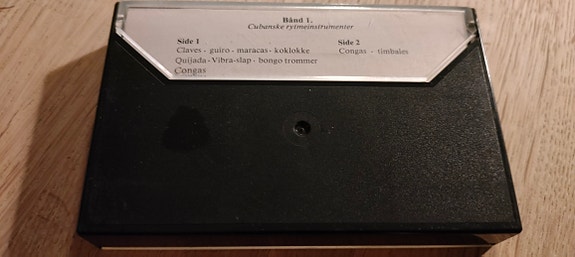 Bånd 1.
Cubanske rytmeinstrumenter
Side 1
Claves - guiro - maracas - koklokke
Quijada - Vibra-slap - bongo trommer
Congas
Side 2
Congas - timbales